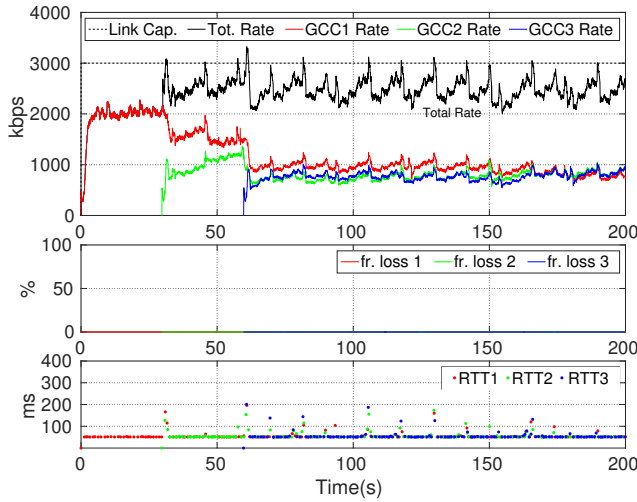 4000
Link Cap. Tot. Rate GCC1 Rate GCC2 Rate GCC3 Rate
3000
2000
1000
0
kbps
Total Rate
0 50 100 150 200
100
50
0
%
fr. loss 1 fr. loss 2 fr. loss 3
0 50 100 150 200
400
300
200
100
ms
RTT1 RTT2 RTT3
0 50 100 150 200
Time(s)